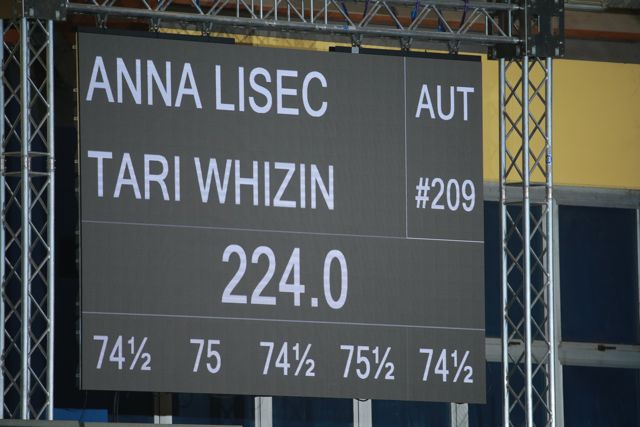 ANNA LISEC AUT
TARI WHIZIN #209
224.0
74½ 75 74½ 75½ 74½